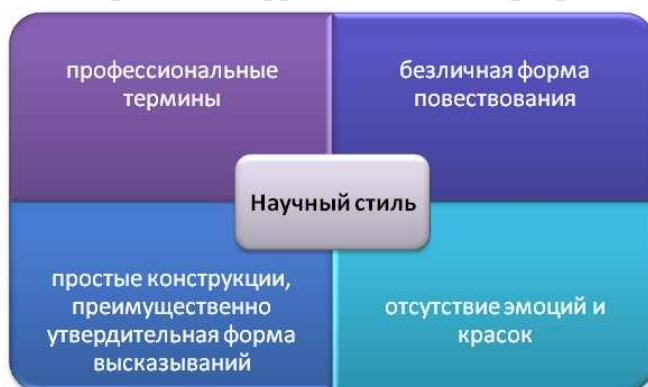 профессиональные
термины
безличная форма
повествования
Научный стиль
простые конструкции,
преимущественно
утвердительная форма
высказываний
отсутствие эмоций и
красок